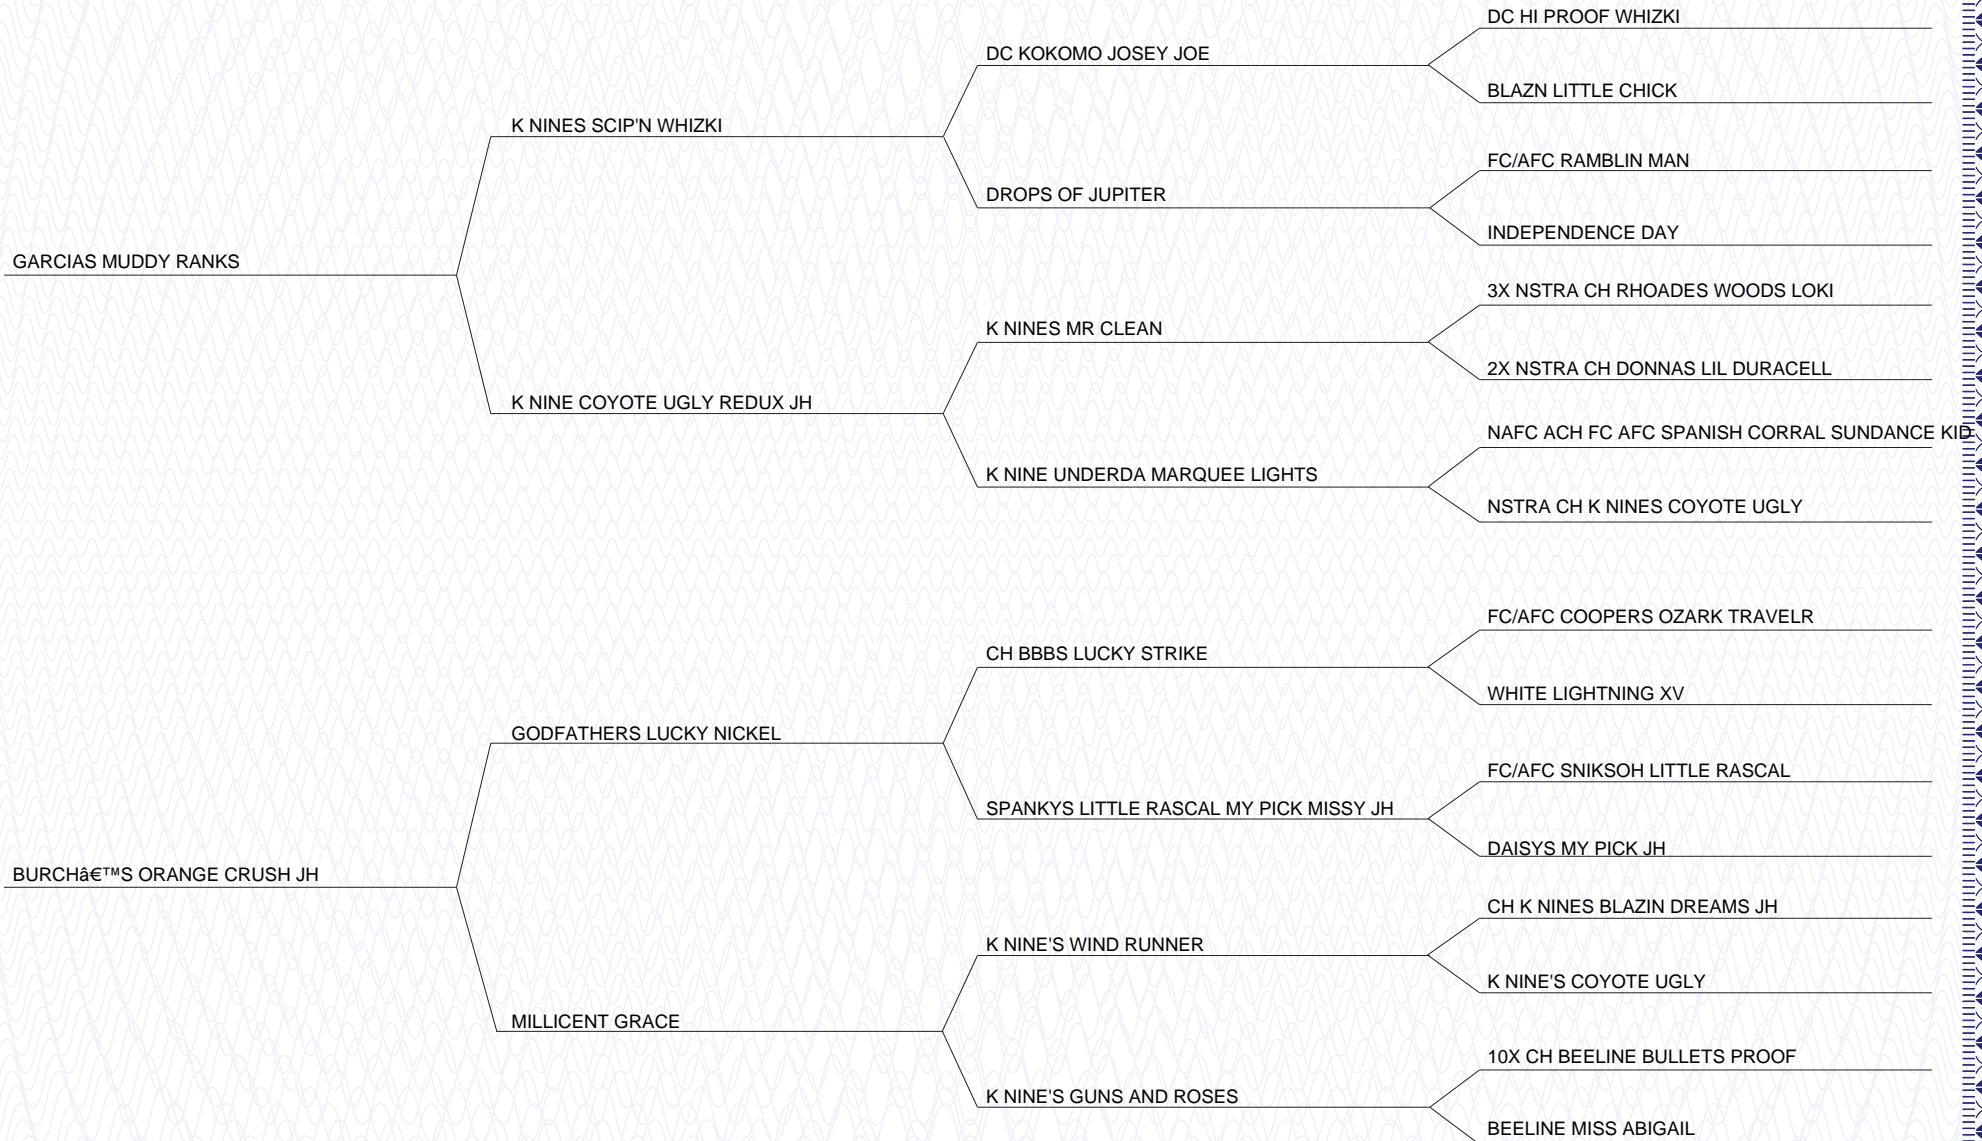 DC HI PROOF WHIZKI
DC KOKOMO JOSEY JOE
BLAZN LITTLE CHICK
K NINES SCIP'N WHIZKI
FC/AFC RAMBLIN MAN
DROPS OF JUPITER
INDEPENDENCE DAY
GARCIAS MUDDY RANKS
3X NSTRA CH RHOADES WOODS LOKI
K NINES MR CLEAN
2X NSTRA CH DONNAS LIL DURACELL
K NINE COYOTE UGLY REDUX JH
NAFC ACH FC AFC SPANISH CORRAL SUNDANCE KID
K NINE UNDERDA MARQUEE LIGHTS
NSTRA CH K NINES COYOTE UGLY
FC/AFC COOPERS OZARK TRAVELR
CH BBBS LUCKY STRIKE
WHITE LIGHTNING XV
GODFATHERS LUCKY NICKEL
FC/AFC SNIKSOH LITTLE RASCAL
SPANKYS LITTLE RASCAL MY PICK MISSY JH
DAISYS MY PICK JH
BURCHâ€™S ORANGE CRUSH JH
CH K NINES BLAZIN DREAMS JH
K NINE'S WIND RUNNER
K NINE'S COYOTE UGLY
MILLICENT GRACE
10X CH BEELINE BULLETS PROOF
K NINE'S GUNS AND ROSES
BEELINE MISS ABIGAIL